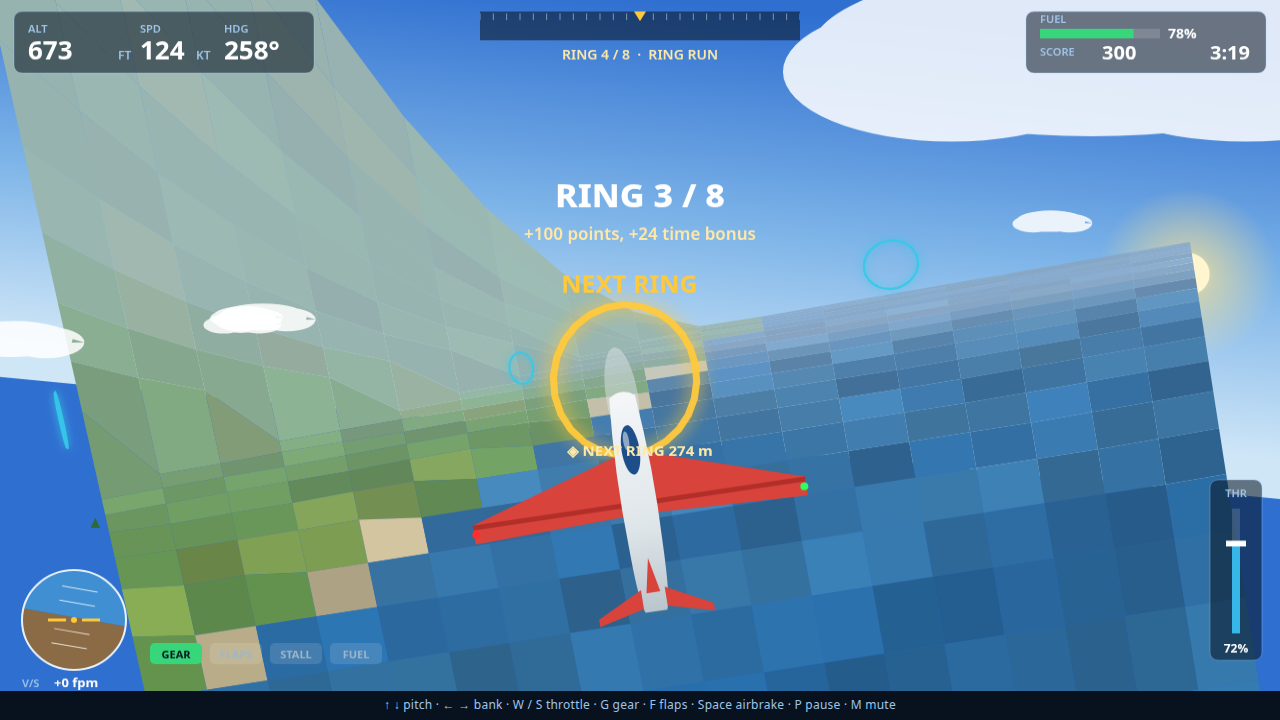 ALT SPD HDG
673 FT 124 KT 258°
RING 4 / 8 · RING RUN
FUEL
78%
SCORE 300 3:19
RING 3 / 8
+100 points, +24 time bonus
NEXT RING
◈ NEXT RING 274 m
THR
72%
GEAR FLAPS STALL FUEL
V/S +0 fpm
↑ ↓ pitch · ← → bank · W / S throttle · G gear · F flaps · Space airbrake · P pause · M mute